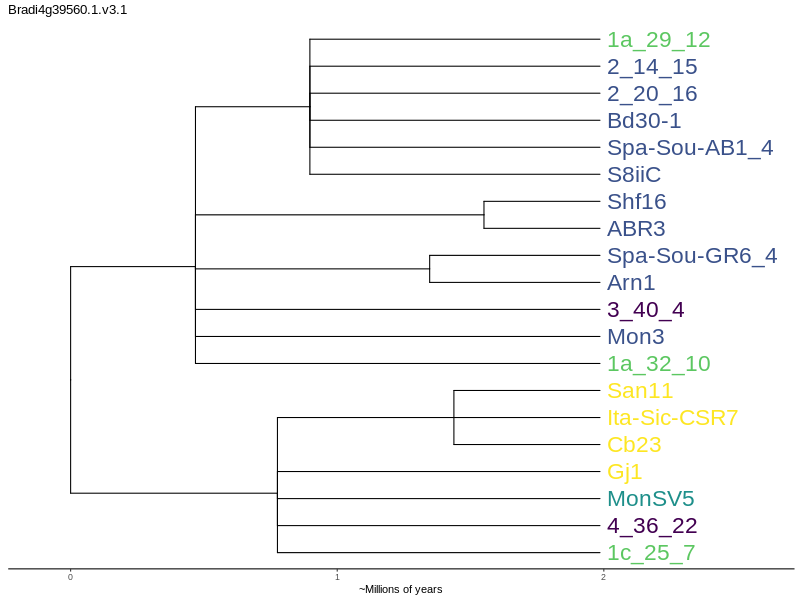 Bradi4g39560.1.v3.1
1a_29_12
2_14_15
2_20_16
Bd30-1
Spa-Sou-AB1_4
S8iiC
Shf16
ABR3
Spa-Sou-GR6_4
Arn1
3_40_4
Mon3
1a_32_10
San11
Ita-Sic-CSR7
Cb23
Gj1
MonSV5
4_36_22
1c_25_7
0 1 2
~Millions of years